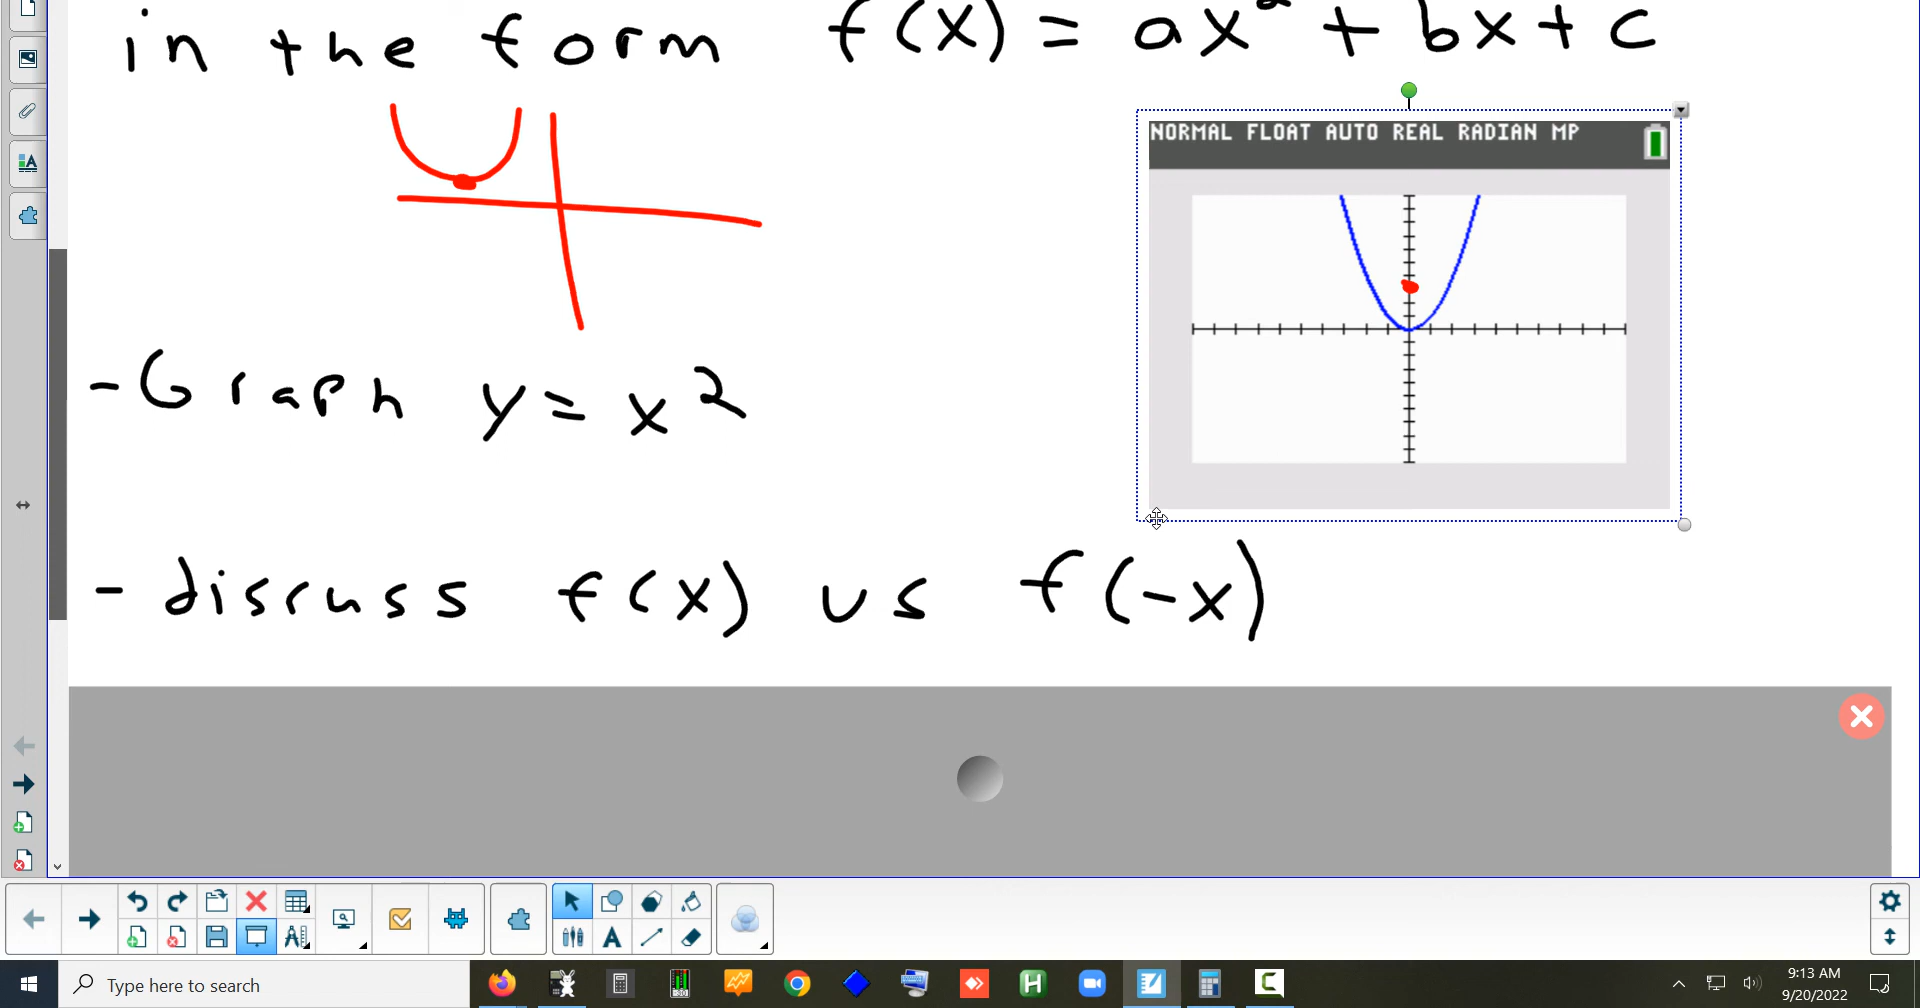 in the form f(x) = ax² + bx + c
NORMAL FLOAT AUTO REAL RADIAN MP
- Graph y = x²
- discuss f(x) vs f(-x)
Type here to search
9:13 AM
9/20/2022